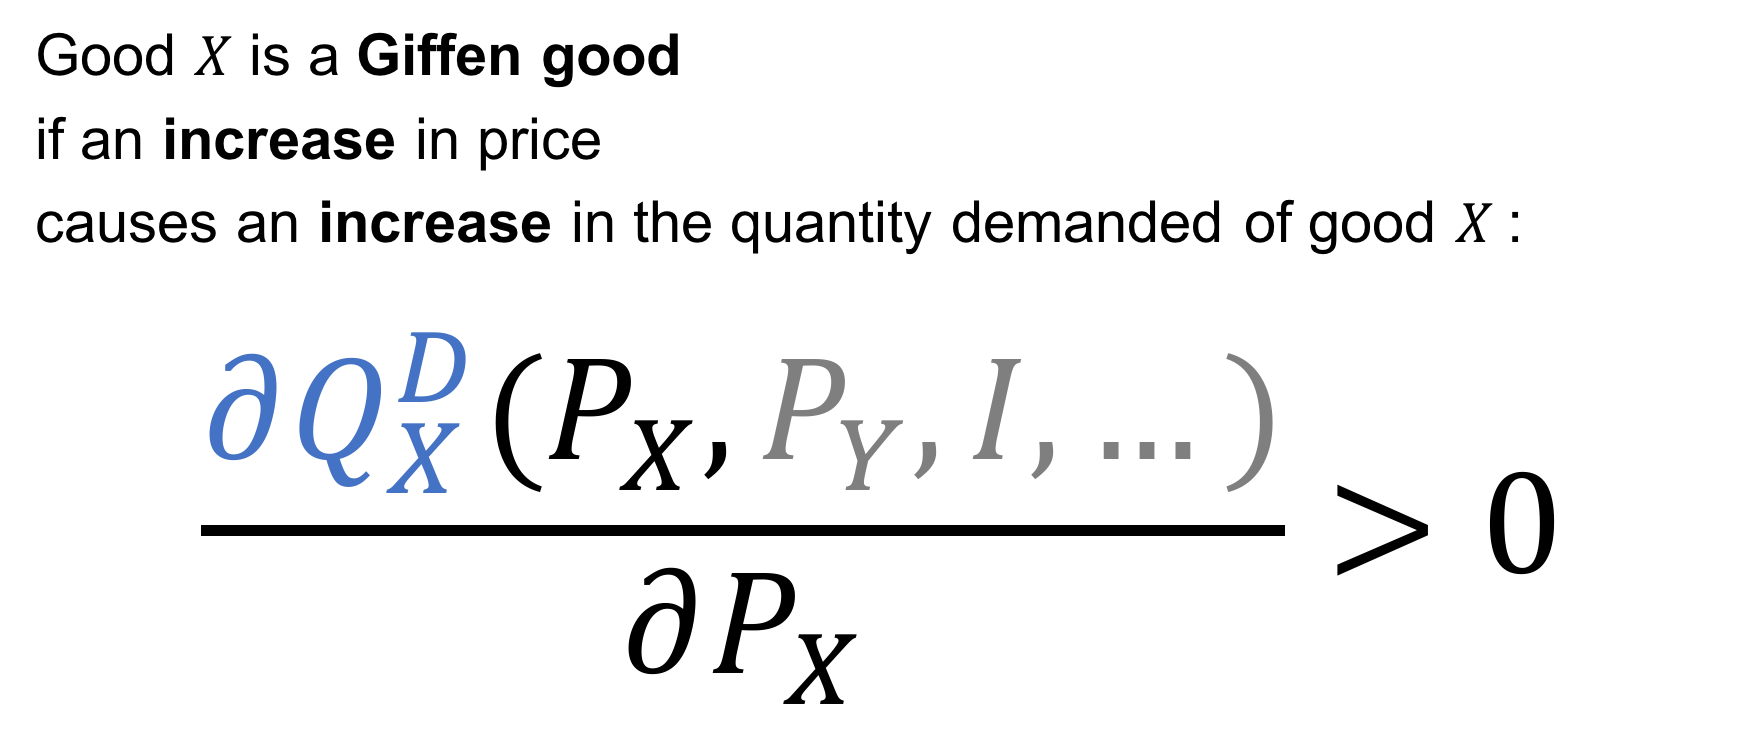 Good X is a Giffen good
if an increase in price
causes an increase in the quantity demanded of good X :
∂Q_X^D (P_X, P_Y, I, ...)
> 0
∂P_X